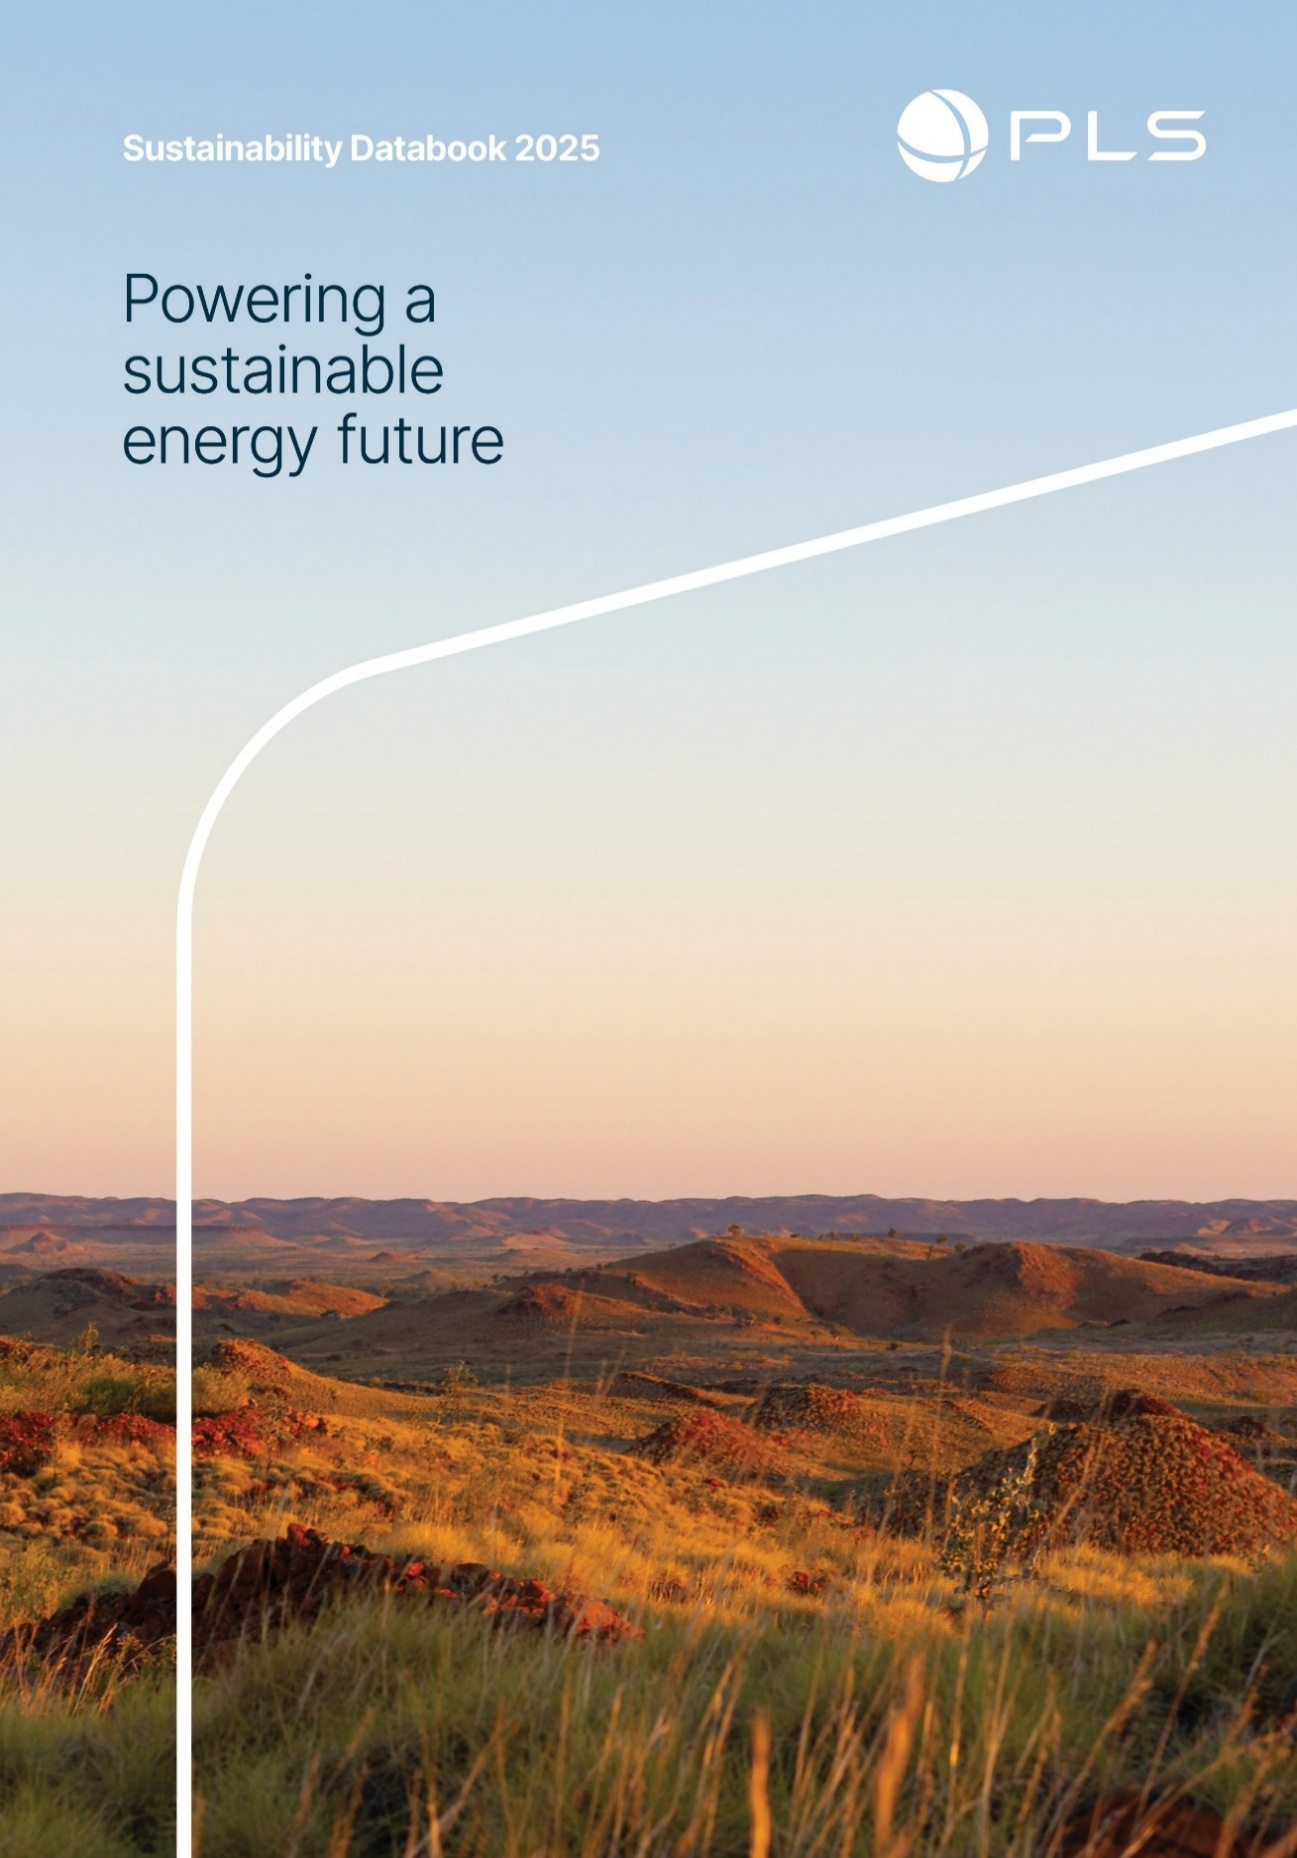 Sustainability Databook 2025
PLS
Powering a
sustainable
energy future